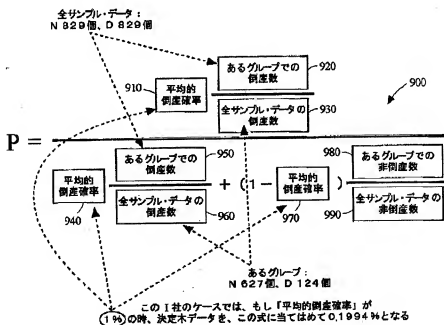 全サンプル・データ：
N 829個、D 829個
910
平均的
倒産確率
あるグループでの
倒産数
920
全サンプル・データの
倒産数
930
900
P =
平均的
倒産確率
940
あるグループでの
倒産数
950
全サンプル・データの
倒産数
960
+ (1 -
平均的
倒産確率
970
)
あるグループでの
非倒産数
980
全サンプル・データの
非倒産数
990
あるグループ：
N 627個、D 124個
このI社のケースでは、もし『平均的倒産確率』が
1% の時、決定木データを、この式に当てはめて0.1994%となる